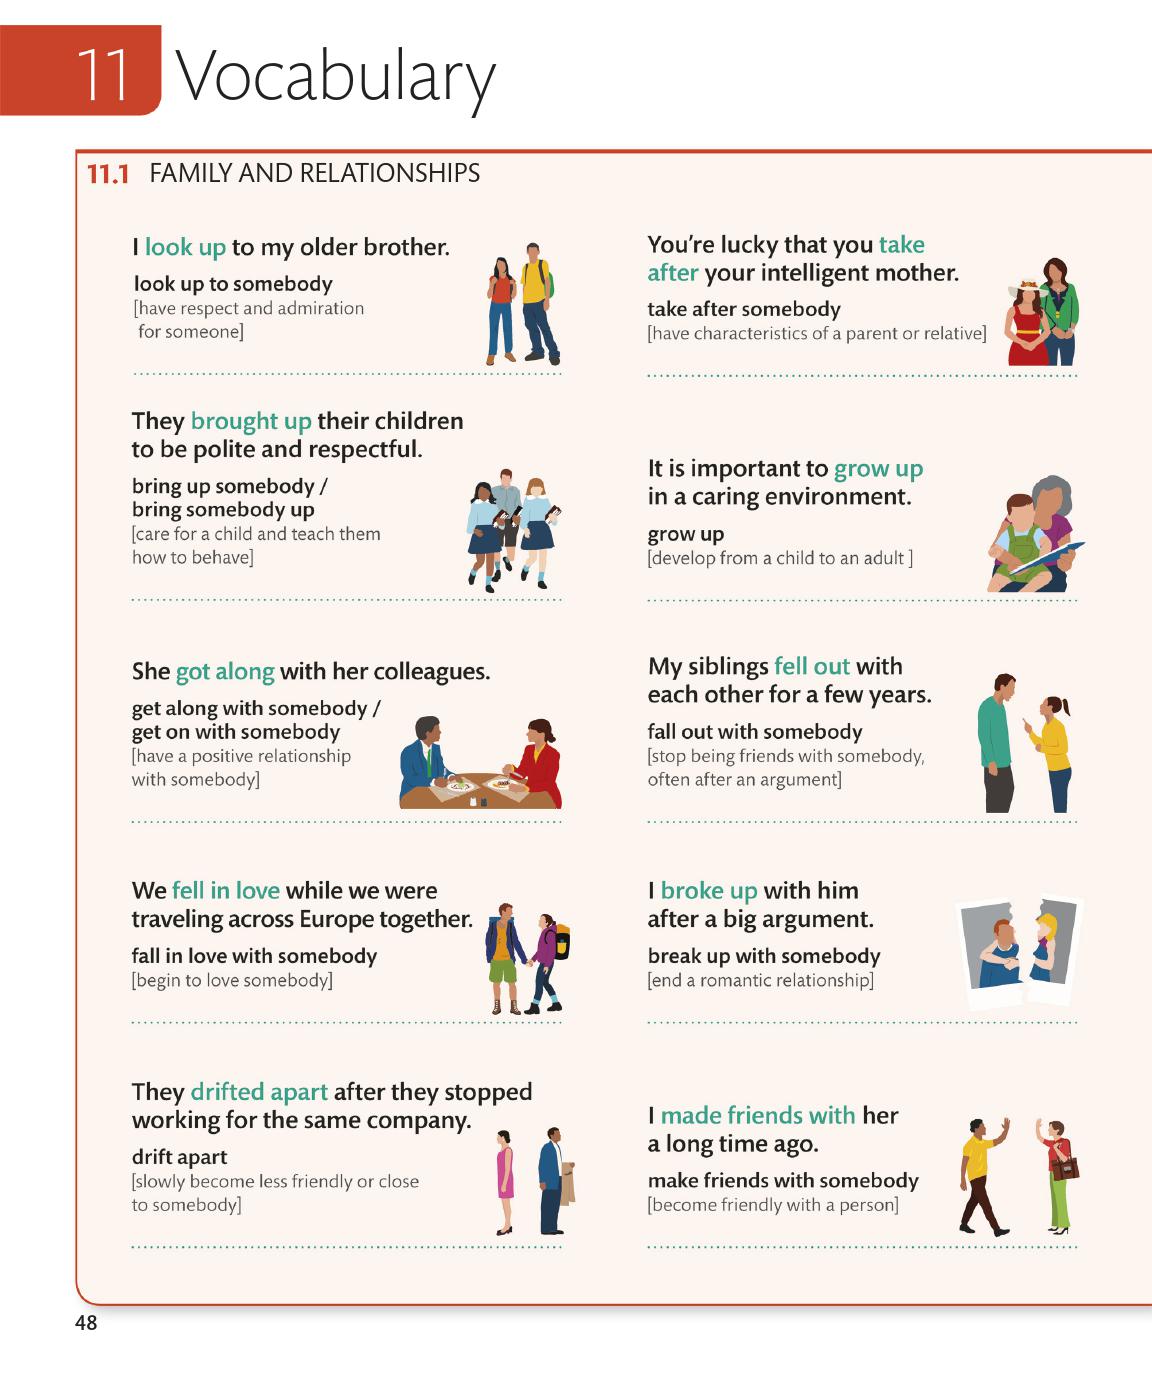 11 Vocabulary
11.1 FAMILY AND RELATIONSHIPS
I look up to my older brother.
look up to somebody
[have respect and admiration
for someone]
You’re lucky that you take
after your intelligent mother.
take after somebody
[have characteristics of a parent or relative]
They brought up their children
to be polite and respectful.
bring up somebody /
bring somebody up
[care for a child and teach them
how to behave]
It is important to grow up
in a caring environment.
grow up
[develop from a child to an adult ]
She got along with her colleagues.
get along with somebody /
get on with somebody
[have a positive relationship
with somebody]
My siblings fell out with
each other for a few years.
fall out with somebody
[stop being friends with somebody,
often after an argument]
We fell in love while we were
traveling across Europe together.
fall in love with somebody
[begin to love somebody]
I broke up with him
after a big argument.
break up with somebody
[end a romantic relationship]
They drifted apart after they stopped
working for the same company.
drift apart
[slowly become less friendly or close
to somebody]
I made friends with her
a long time ago.
make friends with somebody
[become friendly with a person]
48